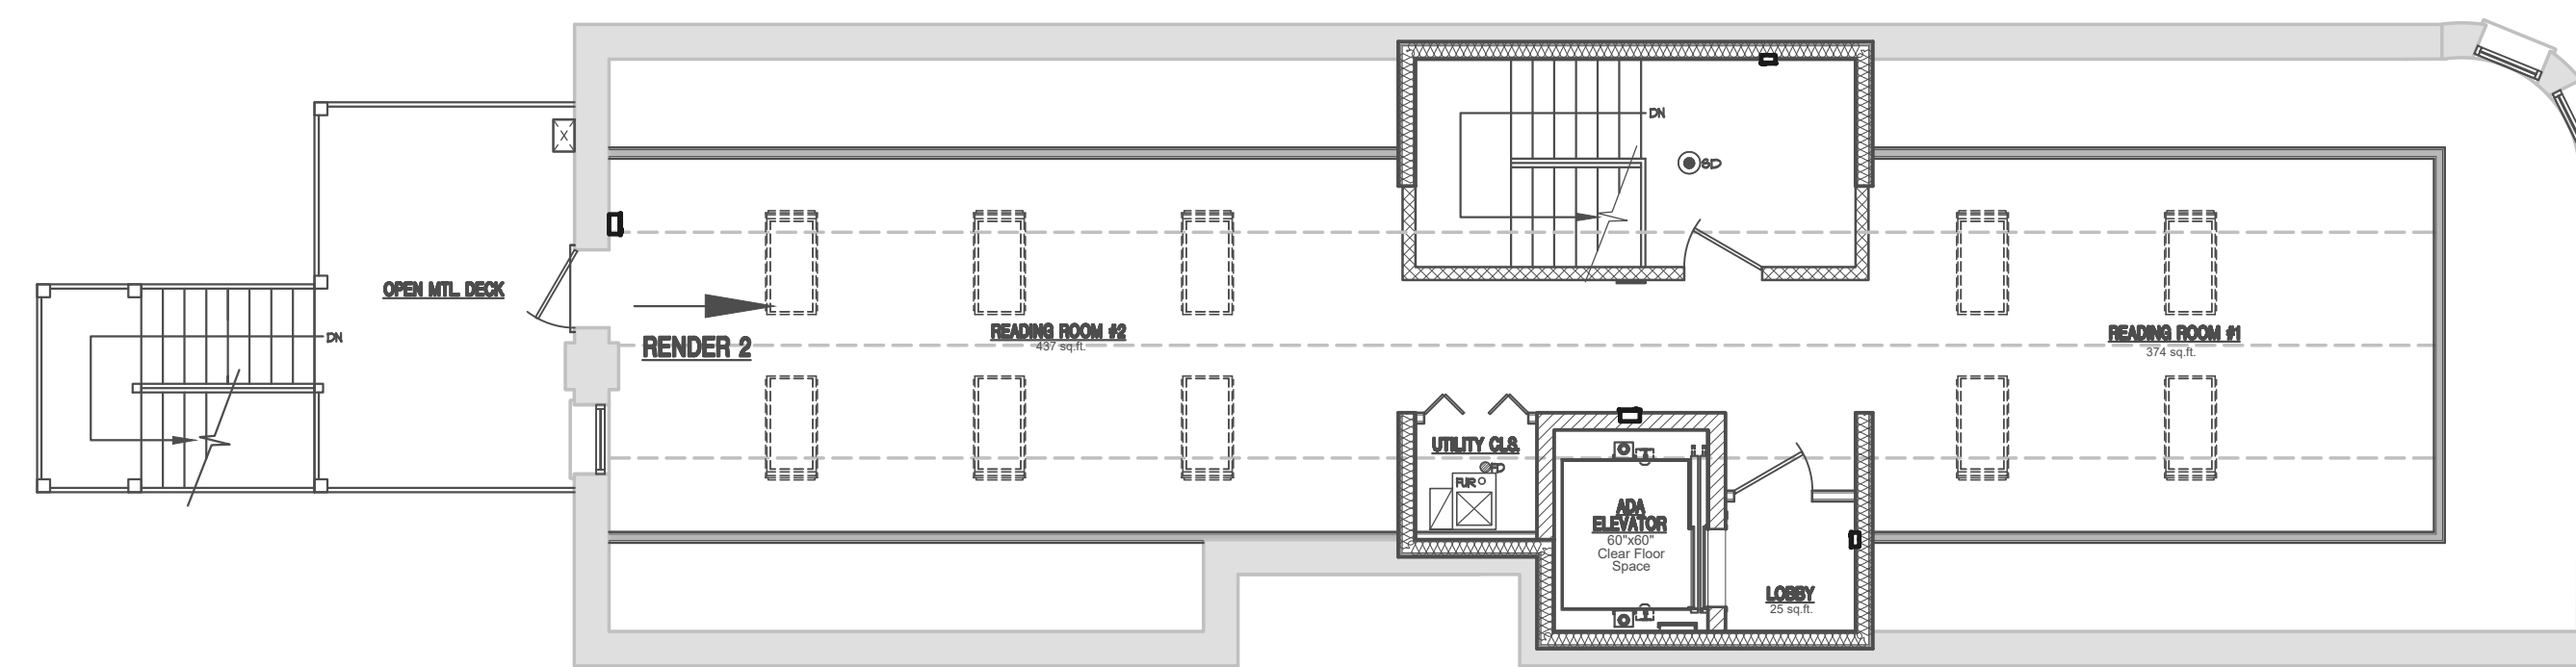 X
DN
SD
OPEN MTL. DECK
DN
RENDER 2
READING ROOM #2
437 sq.ft.
READING ROOM #1
374 sq.ft.
UTILITY CLS.
FD
FUR
ADA
ELEVATOR
60"x60"
Clear Floor
Space
LOBBY
25 sq.ft.